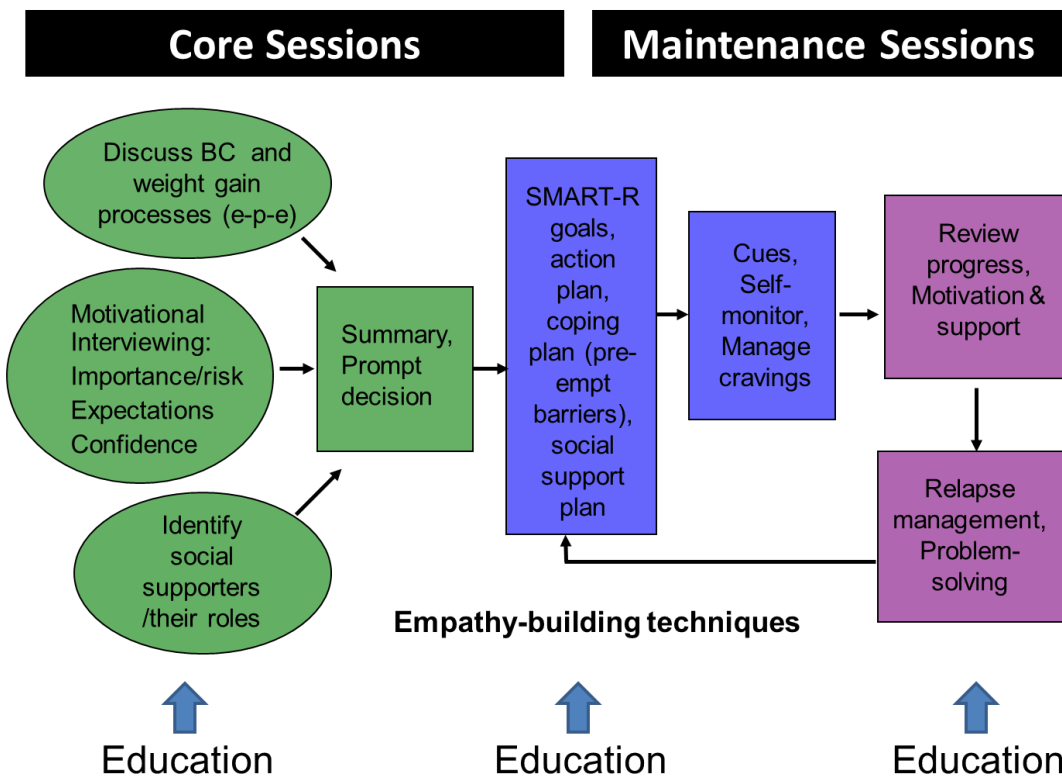 Core Sessions
Maintenance Sessions
Discuss BC and
weight gain
processes (e-p-e)
Motivational
Interviewing:
Importance/risk
Expectations
Confidence
Identify
social
supporters
/their roles
Summary,
Prompt
decision
SMART-R
goals,
action
plan,
coping
plan (pre-
empt
barriers),
social
support
plan
Cues,
Self-
monitor,
Manage
cravings
Review
progress,
Motivation &
support
Relapse
management,
Problem-
solving
Empathy-building techniques
Education
Education
Education